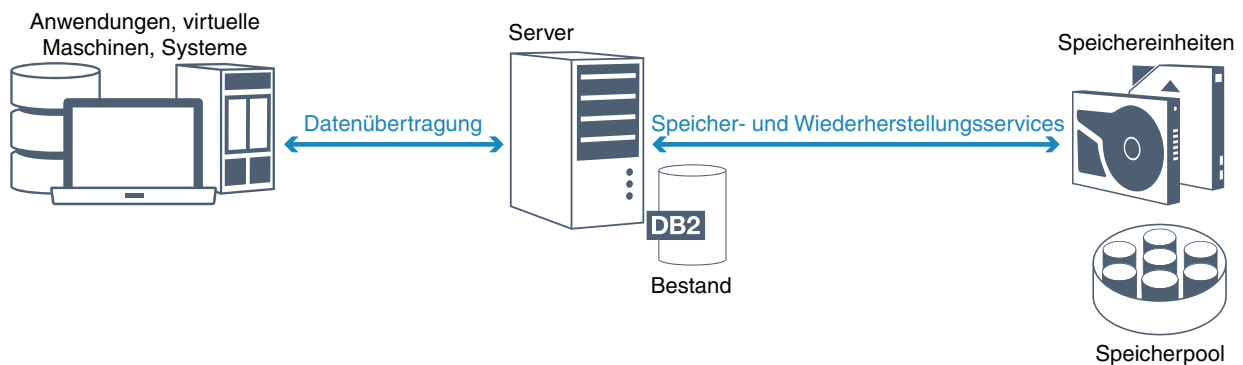 Anwendungen, virtuelle
Maschinen, Systeme
Server
Speichereinheiten
Datenübertragung
Speicher- und Wiederherstellungsservices
DB2
Bestand
Speicherpool